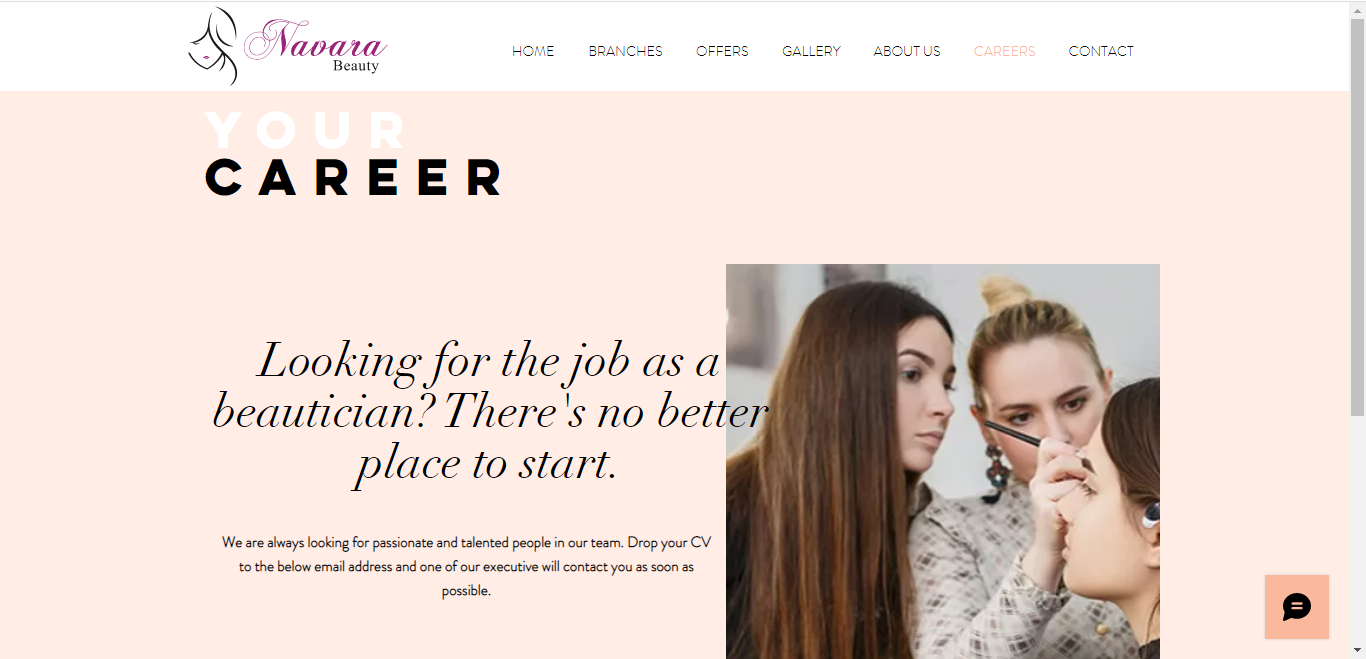 Navara
Beauty
HOME BRANCHES OFFERS GALLERY ABOUT US CAREERS CONTACT
YOUR
CAREER
Looking for the job as a
beautician? There's no better
place to start.
We are always looking for passionate and talented people in our team. Drop your CV
to the below email address and one of our executive will contact you as soon as
possible.